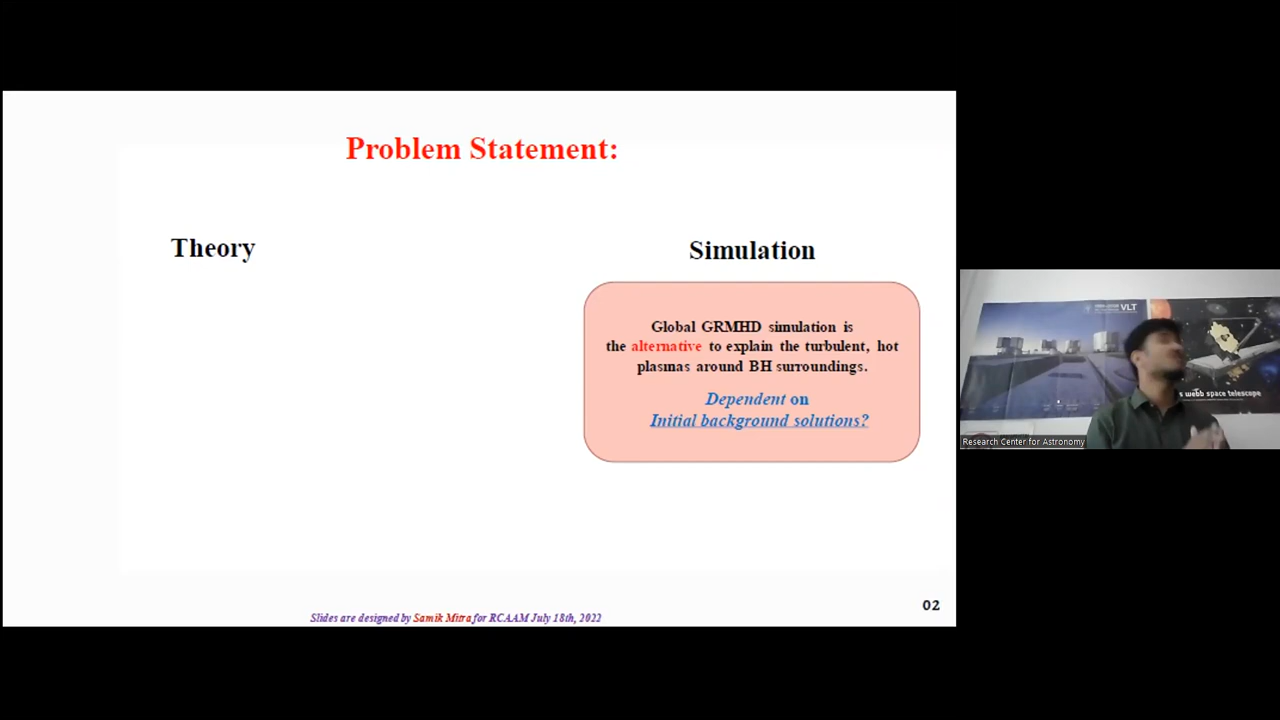 Problem Statement:
Theory
Simulation
Global GRMHD simulation is
the alternative to explain the turbulent, hot
plasmas around BH surroundings.
Dependent on
Initial background solutions?
VLT
webb space telescope
Research Center for Astronomy
02
Slides are designed by Samik Mitra for RCAAM July 18th, 2022